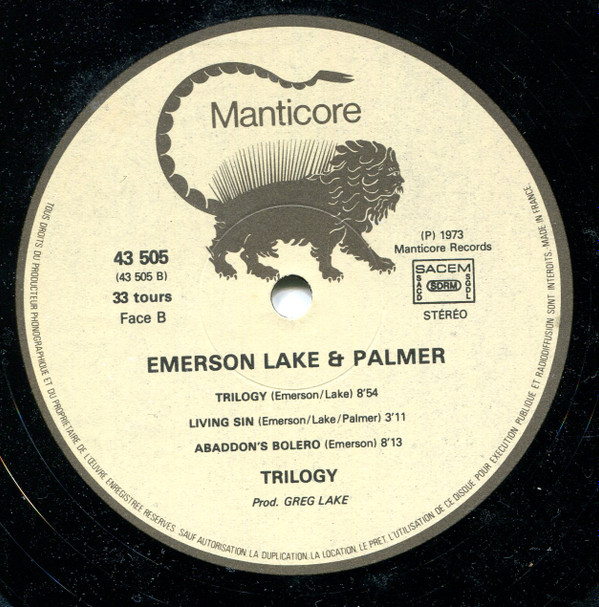 Manticore
43 505
(43 505 B)
33 tours
Face B
(P) 1973
Manticore Records
SACEM
SACD
SDRM
SGDL
STÉRÉO
EMERSON LAKE & PALMER
TRILOGY (Emerson/Lake) 8'54
LIVING SIN (Emerson/Lake/Palmer) 3'11
ABADDON'S BOLERO (Emerson) 8'13
TRILOGY
Prod. GREG LAKE
TOUS DROITS DU PRODUCTEUR PHONOGRAPHIQUE ET DU PROPRIETAIRE DE L'ŒUVRE ENREGISTREE RESERVES. SAUF AUTORISATION, LA DUPLICATION, LA LOCATION, LE PRET, L'UTILISATION DE CE DISQUE POUR EXECUTION PUBLIQUE ET RADIODIFFUSION SONT INTERDITS. MADE IN FRANCE.